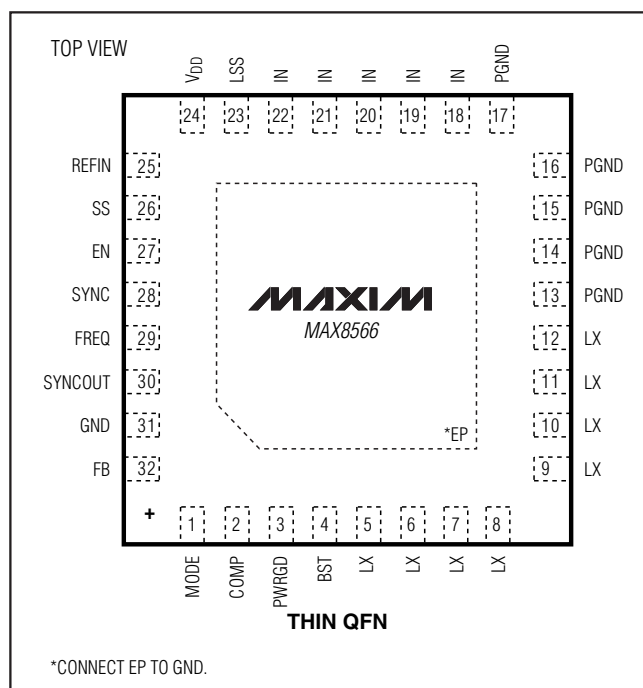 TOP VIEW
VDD
LSS
IN
IN
IN
IN
IN
PGND
24
23
22
21
20
19
18
17
REFIN 25
SS 26
EN 27
SYNC 28
FREQ 29
SYNCOUT 30
GND 31
FB 32
16 PGND
15 PGND
14 PGND
13 PGND
12 LX
11 LX
10 LX
9 LX
MAXIM
MAX8566
*EP
+
1
2
3
4
5
6
7
8
MODE
COMP
PWRGD
BST
LX
LX
LX
LX
THIN QFN
*CONNECT EP TO GND.